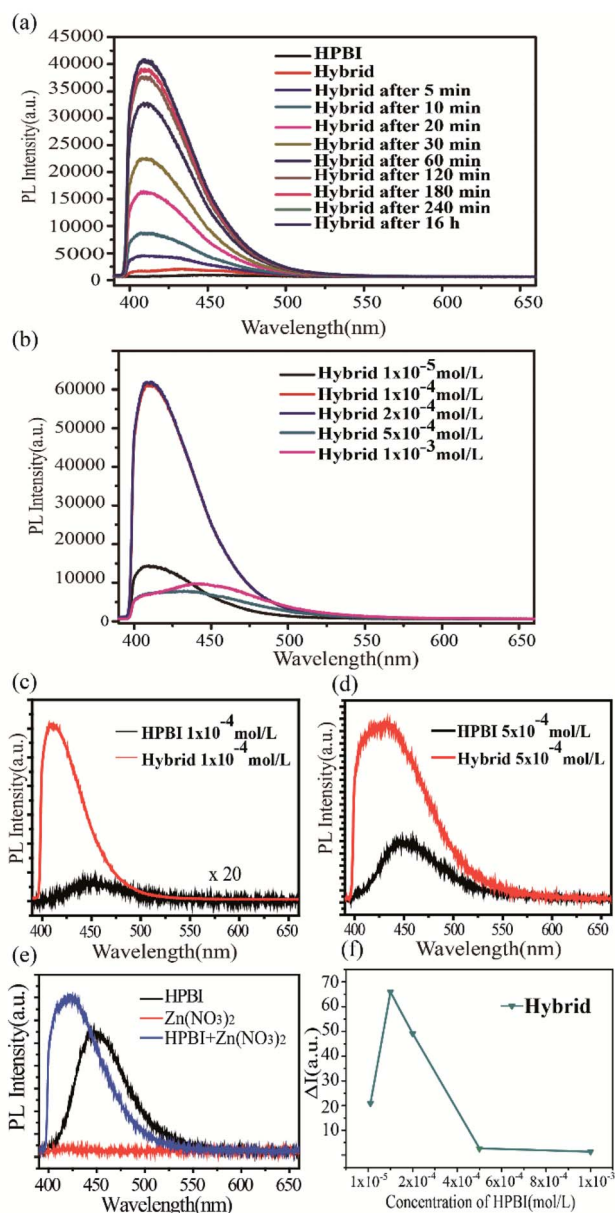 (a)
45000
40000
35000
30000
25000
20000
15000
10000
5000
0
PL Intensity(a.u.)
HPBI
Hybrid
Hybrid after 5 min
Hybrid after 10 min
Hybrid after 20 min
Hybrid after 30 min
Hybrid after 60 min
Hybrid after 120 min
Hybrid after 180 min
Hybrid after 240 min
Hybrid after 16 h
400 450 500 550 600 650
Wavelength(nm)
(b)
60000
50000
40000
30000
20000
10000
0
PL Intensity(a.u.)
Hybrid 1x10⁻⁵mol/L
Hybrid 1x10⁻⁴mol/L
Hybrid 2x10⁻⁴mol/L
Hybrid 5x10⁻⁴mol/L
Hybrid 1x10⁻³mol/L
400 450 500 550 600 650
Wavelength(nm)
(c)
PL Intensity(a.u.)
HPBI 1x10⁻⁴mol/L
Hybrid 1x10⁻⁴mol/L
x 20
400 450 500 550 600 650
Wavelength(nm)
(d)
PL Intensity(a.u.)
HPBI 5x10⁻⁴mol/L
Hybrid 5x10⁻⁴mol/L
400 450 500 550 600 650
Wavelength(nm)
(e)
PL Intensity(a.u.)
HPBI
Zn(NO₃)₂
HPBI+Zn(NO₃)₂
400 450 500 550 600 650
Wavelength(nm)
(f)
70
60
50
40
30
20
10
ΔI(a.u.)
Hybrid
1x10⁻⁵ 2x10⁻⁴ 4x10⁻⁴ 6x10⁻⁴ 8x10⁻⁴ 1x10⁻³
Concentration of HPBI(mol/L)